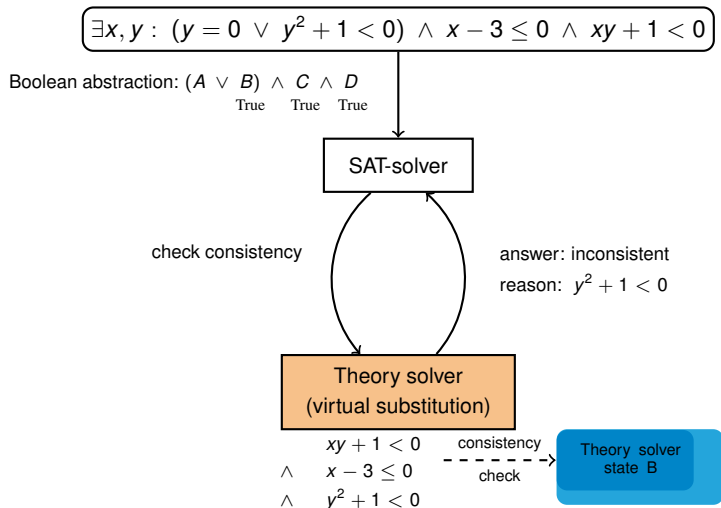 ∃x, y : (y = 0 ∨ y² + 1 < 0) ∧ x − 3 ≤ 0 ∧ xy + 1 < 0
Boolean abstraction: (A ∨ B) ∧ C ∧ D
True True True
SAT-solver
check consistency
answer: inconsistent
reason: y² + 1 < 0
Theory solver
(virtual substitution)
xy + 1 < 0
∧ x − 3 ≤ 0
∧ y² + 1 < 0
consistency
check
Theory solver
state B